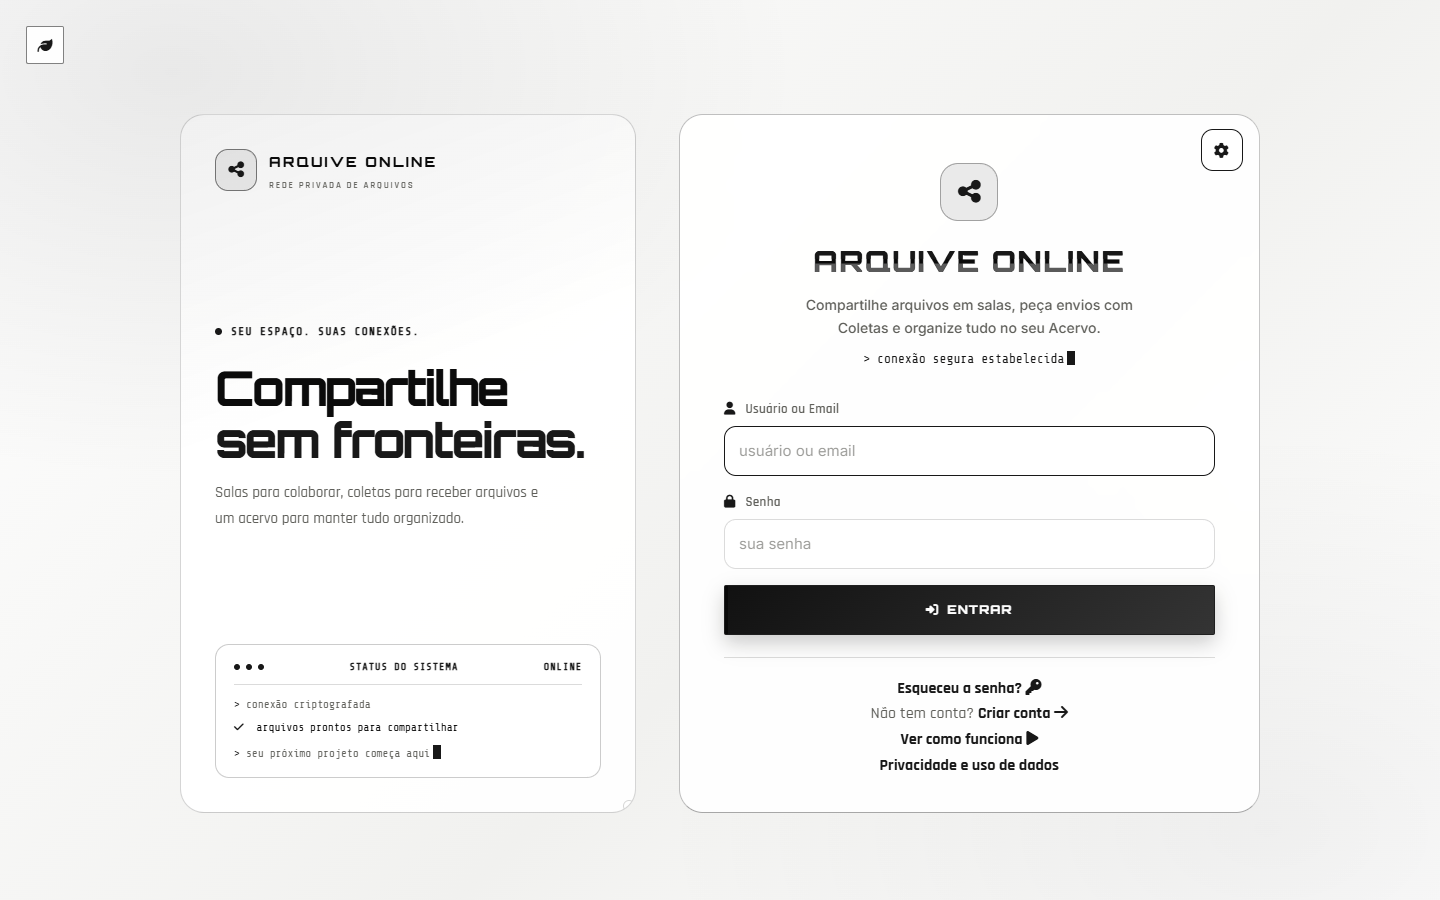 ARQUIVE ONLINE
REDE PRIVADA DE ARQUIVOS
SEU ESPAÇO. SUAS CONEXÕES.
Compartilhe
sem fronteiras.
Salas para colaborar, coletas para receber arquivos e
um acervo para manter tudo organizado.
STATUS DO SISTEMA ONLINE
> conexão criptografada
arquivos prontos para compartilhar
> seu próximo projeto começa aqui
ARQUIVE ONLINE
Compartilhe arquivos em salas, peça envios com
Coletas e organize tudo no seu Acervo.
> conexão segura estabelecida
Usuário ou Email
usuário ou email
Senha
sua senha
ENTRAR
Esqueceu a senha?
Não tem conta? Criar conta
Ver como funciona
Privacidade e uso de dados